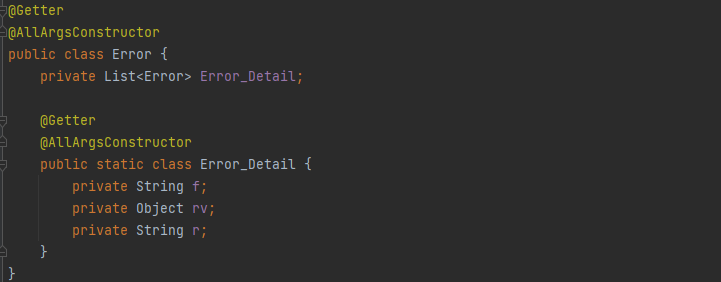 @Getter
@AllArgsConstructor
public class Error {
    private List<Error> Error_Detail;
    @Getter
    @AllArgsConstructor
    public static class Error_Detail {
        private String f;
        private Object rv;
        private String r;
    }
}